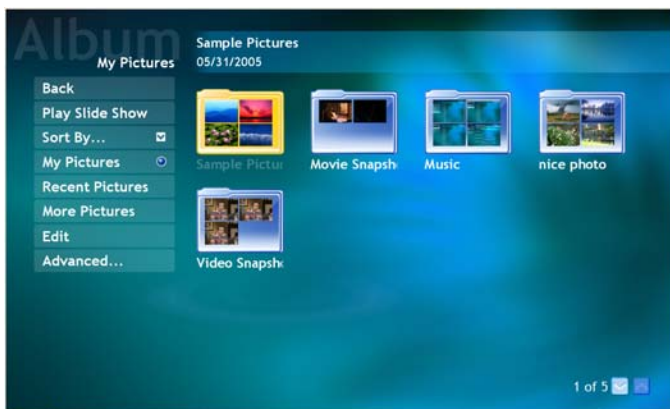 Album
My Pictures
Sample Pictures
05/31/2005
Back
Play Slide Show
Sort By...
My Pictures
Recent Pictures
More Pictures
Edit
Advanced...
Sample Pictu
Movie Snapsh
Music
nice photo
Video Snapsh
1 of 5